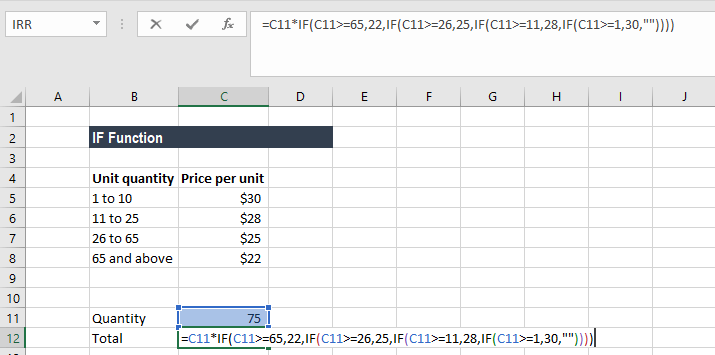 IRR
fx
=C11*IF(C11>=65,22,IF(C11>=26,25,IF(C11>=11,28,IF(C11>=1,30,""))))
A B C D E F G H I J
1
2 IF Function
3
4 Unit quantity Price per unit
5 1 to 10 $30
6 11 to 25 $28
7 26 to 65 $25
8 65 and above $22
9
10
11 Quantity 75
12 Total =C11*IF(C11>=65,22,IF(C11>=26,25,IF(C11>=11,28,IF(C11>=1,30,""))))